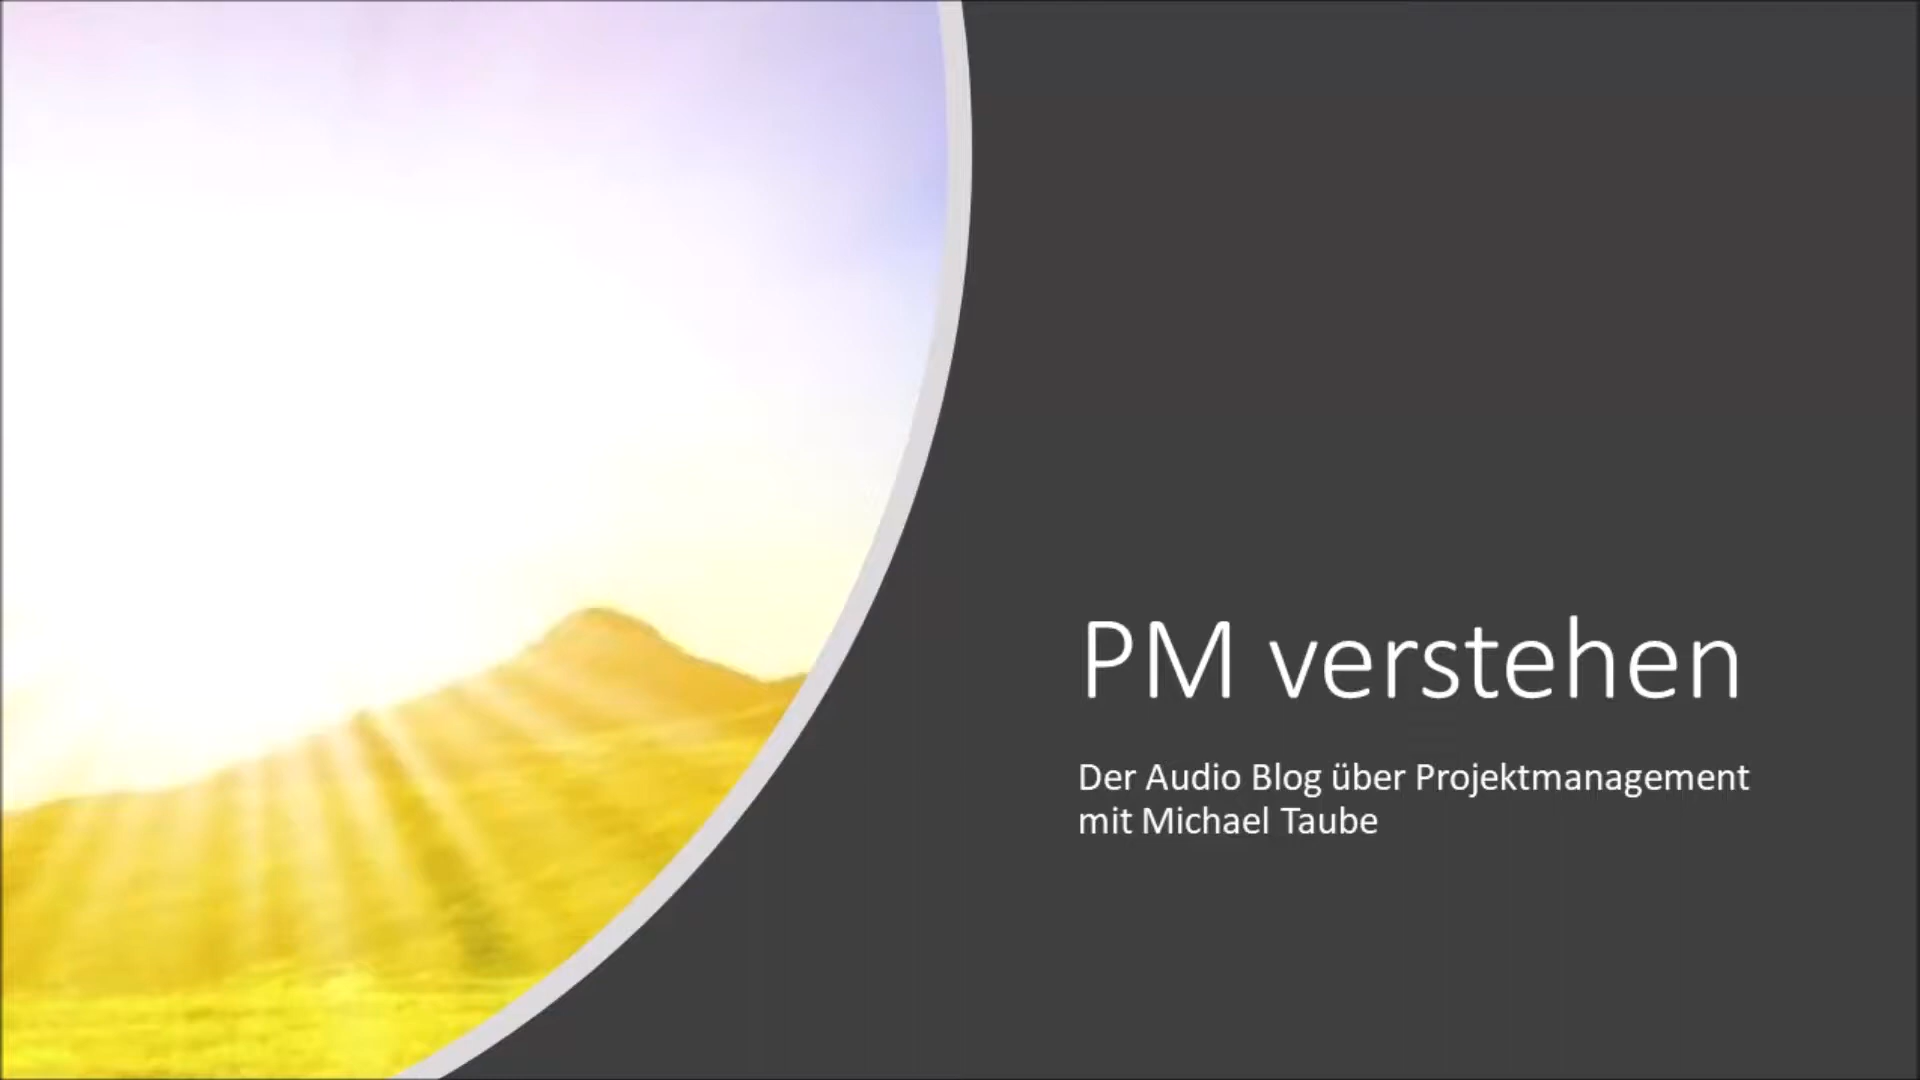 PM verstehen
Der Audio Blog über Projektmanagement
mit Michael Taube